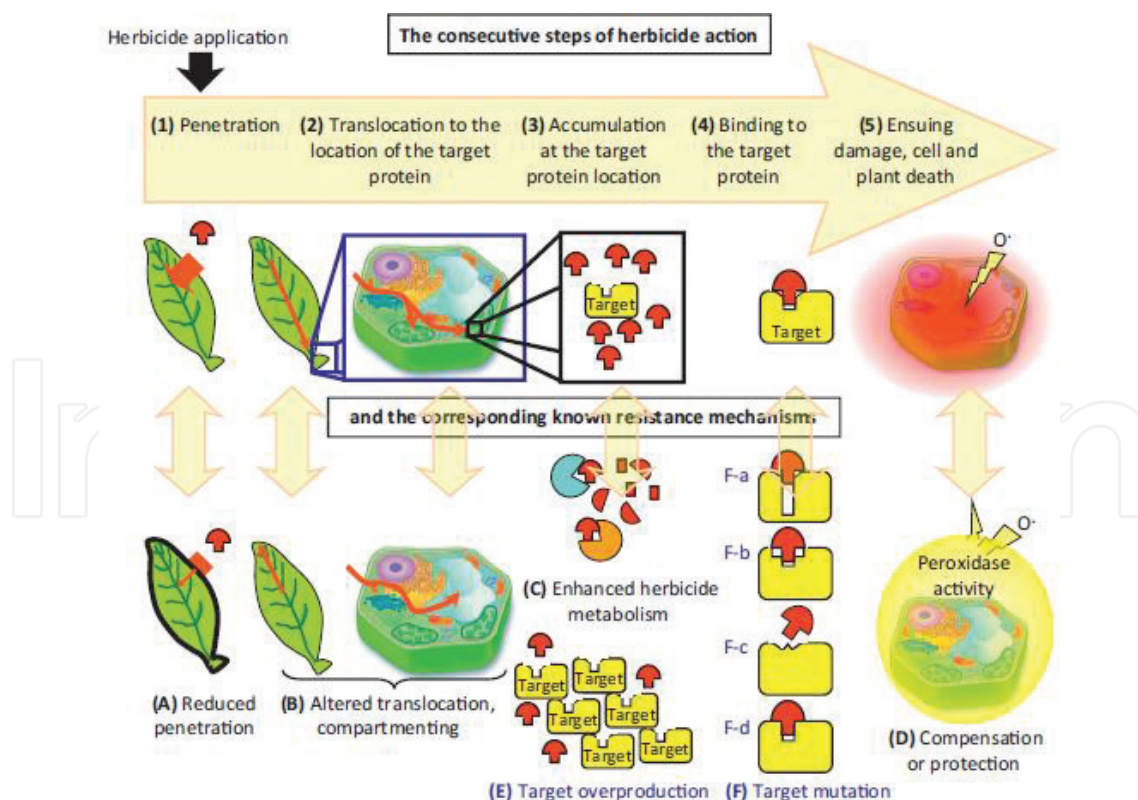 Herbicide application
The consecutive steps of herbicide action
(1) Penetration
(2) Translocation to the
location of the target
protein
(3) Accumulation
at the target
protein location
(4) Binding to
the target
protein
(5) Ensuing
damage, cell and
plant death
Target
Target
O·
and the corresponding known resistance mechanisms
(A) Reduced
penetration
(B) Altered translocation,
compartmenting
(C) Enhanced herbicide
metabolism
Target
Target
Target
Target
Target
Target
(E) Target overproduction
F-a
F-b
F-c
F-d
(F) Target mutation
O·
Peroxidase
activity
(D) Compensation
or protection